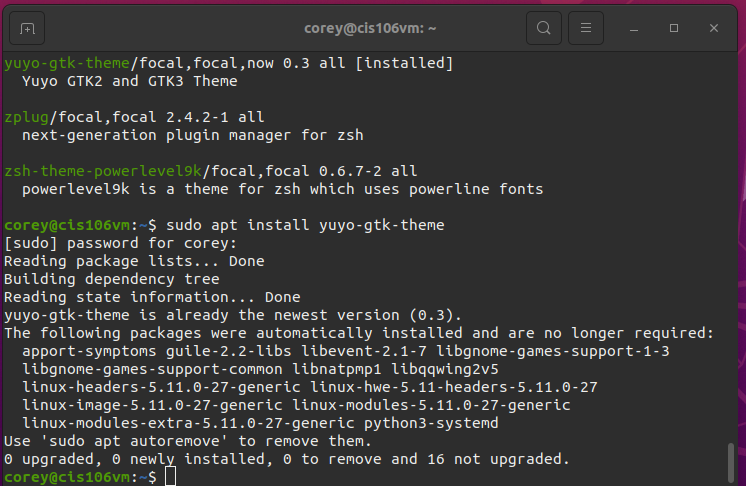 corey@cis106vm: ~
yuyo-gtk-theme/focal,focal,now 0.3 all [installed]
  Yuyo GTK2 and GTK3 Theme
zplug/focal,focal 2.4.2-1 all
  next-generation plugin manager for zsh
zsh-theme-powerlevel9k/focal,focal 0.6.7-2 all
  powerlevel9k is a theme for zsh which uses powerline fonts
corey@cis106vm:~$ sudo apt install yuyo-gtk-theme
[sudo] password for corey:
Reading package lists... Done
Building dependency tree
Reading state information... Done
yuyo-gtk-theme is already the newest version (0.3).
The following packages were automatically installed and are no longer required:
  apport-symptoms guile-2.2-libs libevent-2.1-7 libgnome-games-support-1-3
  libgnome-games-support-common libnatpmp1 libqqwing2v5
  linux-headers-5.11.0-27-generic linux-hwe-5.11-headers-5.11.0-27
  linux-image-5.11.0-27-generic linux-modules-5.11.0-27-generic
  linux-modules-extra-5.11.0-27-generic python3-systemd
Use 'sudo apt autoremove' to remove them.
0 upgraded, 0 newly installed, 0 to remove and 16 not upgraded.
corey@cis106vm:~$